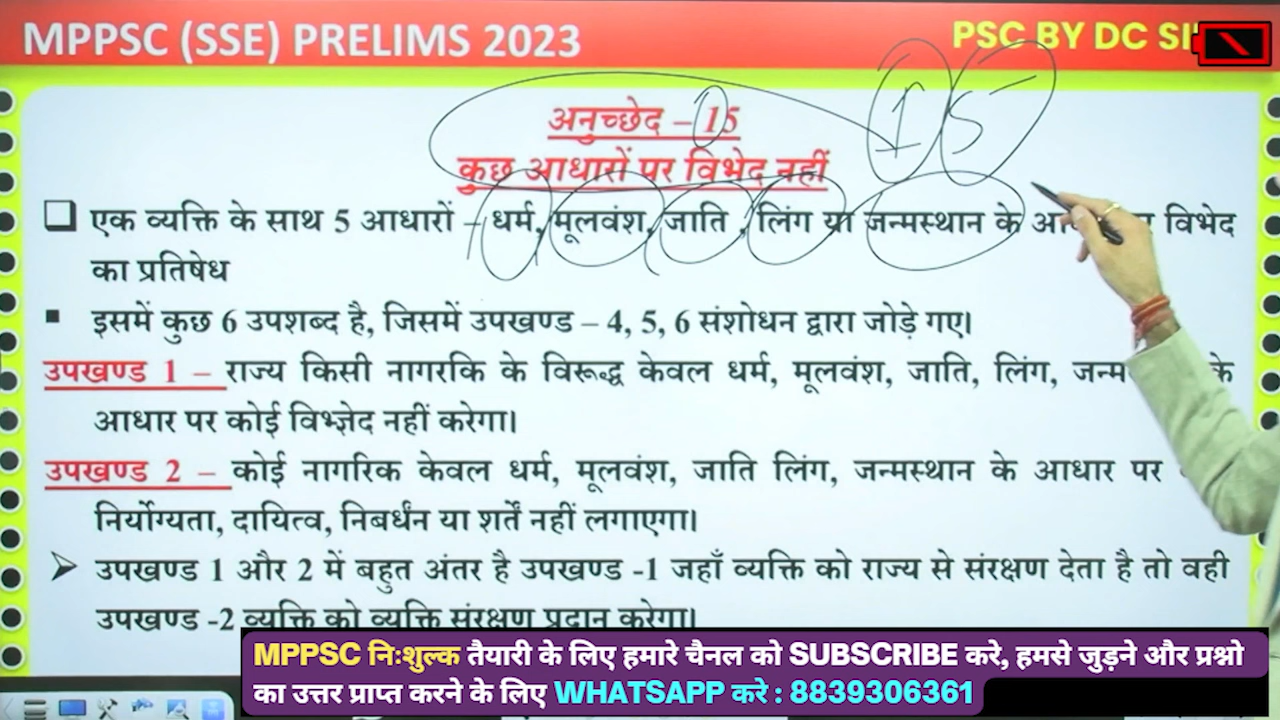 MPPSC (SSE) PRELIMS 2023
PSC BY DC
अनुच्छेद – 15
15
कुछ आधारों पर विभेद नहीं
एक व्यक्ति के साथ 5 आधारों – धर्म, मूलवंश, जाति , लिंग या जन्मस्थान के विभेद
का प्रतिषेध
इसमें कुछ 6 उपशब्द है, जिसमें उपखण्ड – 4, 5, 6 संशोधन द्वारा जोड़े गए।
उपखण्ड 1 – राज्य किसी नागरकि के विरूद्ध केवल धर्म, मूलवंश, जाति, लिंग, के
आधार पर कोई विभ्ज़ेद नहीं करेगा।
उपखण्ड 2 – कोई नागरिक केवल धर्म, मूलवंश, जाति लिंग, जन्मस्थान के आधार पर
निर्योग्यता, दायित्व, निबर्धंन या शर्तें नहीं लगाएगा।
उपखण्ड 1 और 2 में बहुत अंतर है उपखण्ड -1 जहाँ व्यक्ति को राज्य से संरक्षण देता है तो वही
उपखण्ड -2 व्यक्ति को व्यक्ति संरक्षण प्रदान करेगा।
MPPSC निःशुल्क तैयारी के लिए हमारे चैनल को SUBSCRIBE करे, हमसे जुड़ने और प्रश्नो
का उत्तर प्राप्त करने के लिए WHATSAPP करे : 8839306361